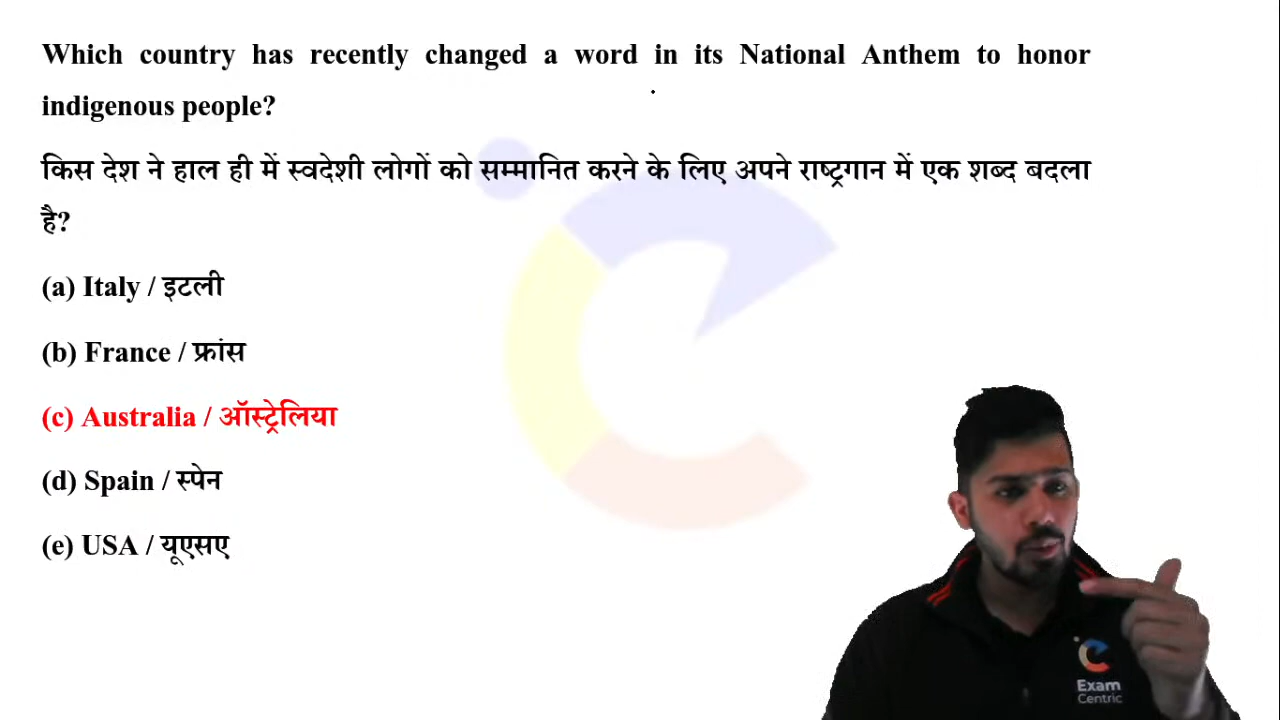 Which country has recently changed a word in its National Anthem to honor
indigenous people?
किस देश ने हाल ही में स्वदेशी लोगों को सम्मानित करने के लिए अपने राष्ट्रगान में एक शब्द बदला
है?
(a) Italy / इटली
(b) France / फ्रांस
(c) Australia / ऑस्ट्रेलिया
(d) Spain / स्पेन
(e) USA / यूएसए
Exam
Centric